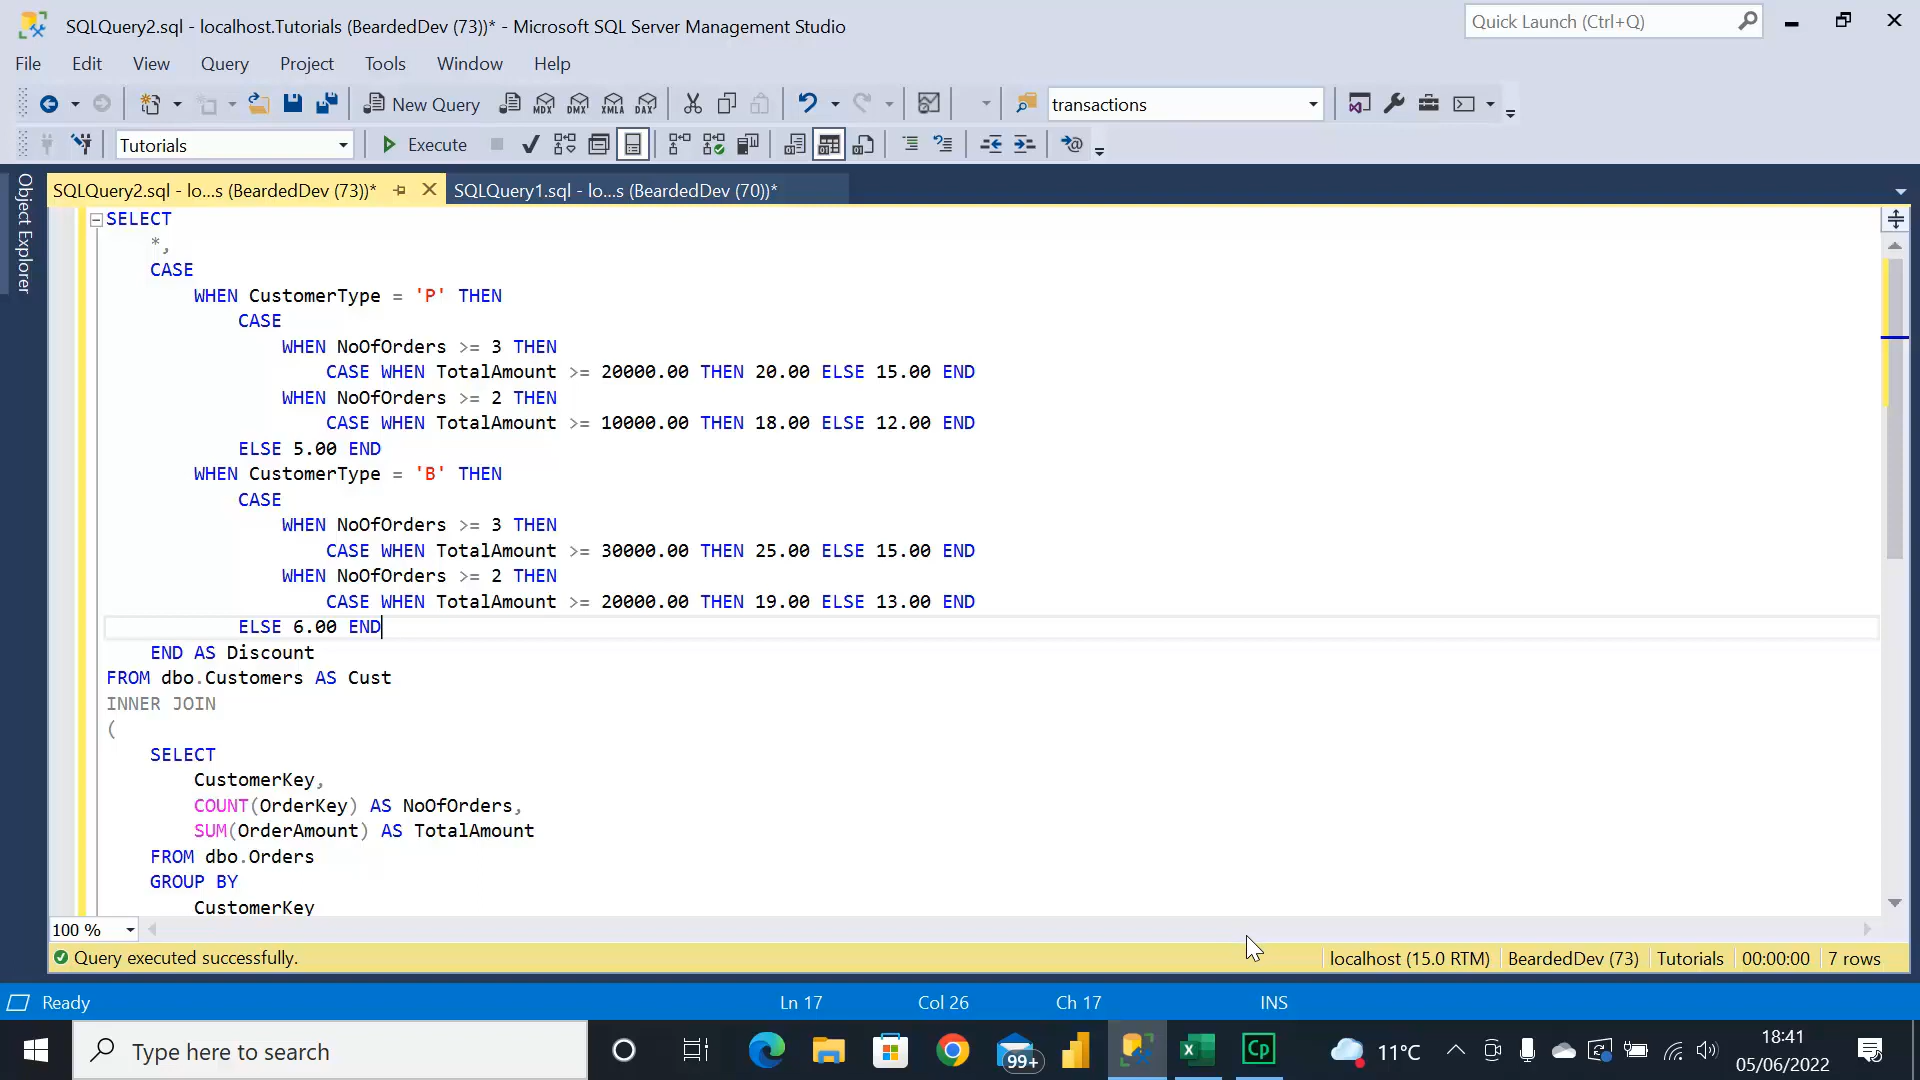 SQLQuery2.sql - localhost.Tutorials (BeardedDev (73))* - Microsoft SQL Server Management Studio
Quick Launch (Ctrl+Q)
File Edit View Query Project Tools Window Help
New Query MDX DMX XMLA DAX transactions
Tutorials Execute
Object Explorer
SQLQuery2.sql - lo...s (BeardedDev (73))* SQLQuery1.sql - lo...s (BeardedDev (70))*
SELECT
*,
CASE
WHEN CustomerType = 'P' THEN
CASE
WHEN NoOfOrders >= 3 THEN
CASE WHEN TotalAmount >= 20000.00 THEN 20.00 ELSE 15.00 END
WHEN NoOfOrders >= 2 THEN
CASE WHEN TotalAmount >= 10000.00 THEN 18.00 ELSE 12.00 END
ELSE 5.00 END
WHEN CustomerType = 'B' THEN
CASE
WHEN NoOfOrders >= 3 THEN
CASE WHEN TotalAmount >= 30000.00 THEN 25.00 ELSE 15.00 END
WHEN NoOfOrders >= 2 THEN
CASE WHEN TotalAmount >= 20000.00 THEN 19.00 ELSE 13.00 END
ELSE 6.00 END
END AS Discount
FROM dbo.Customers AS Cust
INNER JOIN
(
SELECT
CustomerKey,
COUNT(OrderKey) AS NoOfOrders,
SUM(OrderAmount) AS TotalAmount
FROM dbo.Orders
GROUP BY
CustomerKey
100 %
Query executed successfully. localhost (15.0 RTM) BeardedDev (73) Tutorials 00:00:00 7 rows
Ready Ln 17 Col 26 Ch 17 INS
Type here to search 99+ Cp 11°C 18:41
05/06/2022